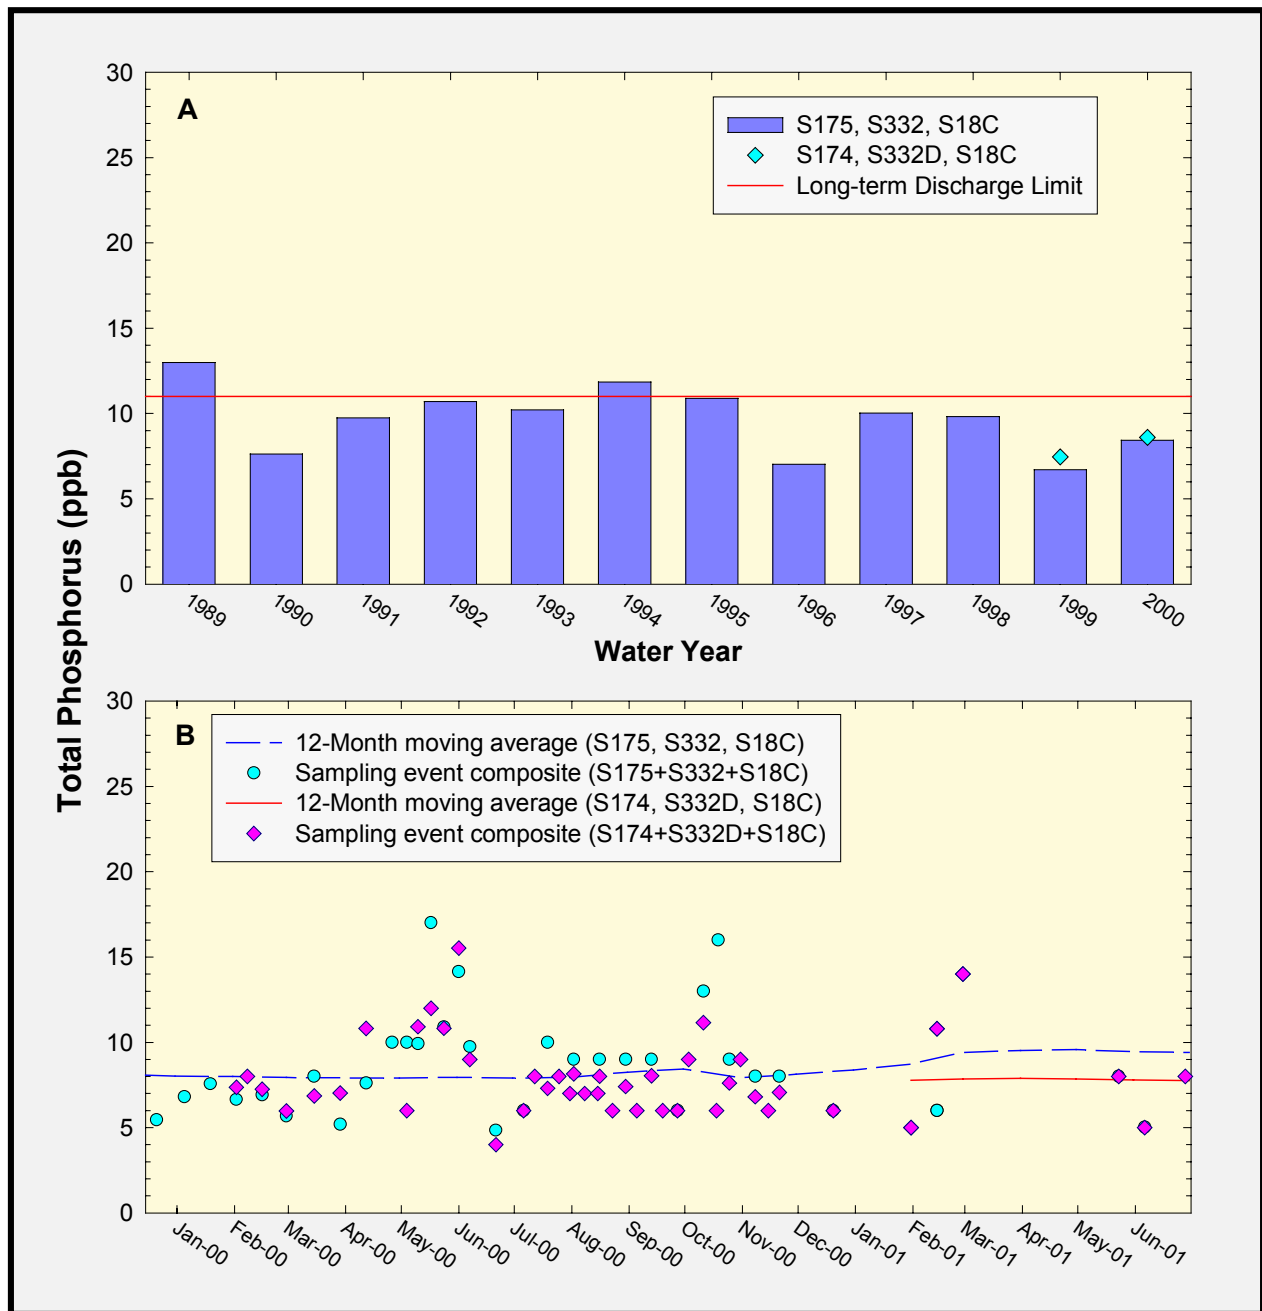 Total Phosphorus (ppb)
A
S175, S332, S18C
S174, S332D, S18C
Long-term Discharge Limit
30
25
20
15
10
5
0
1989 1990 1991 1992 1993 1994 1995 1996 1997 1998 1999 2000
Water Year
B
12-Month moving average (S175, S332, S18C)
Sampling event composite (S175+S332+S18C)
12-Month moving average (S174, S332D, S18C)
Sampling event composite (S174+S332D+S18C)
30
25
20
15
10
5
0
Jan-00 Feb-00 Mar-00 Apr-00 May-00 Jun-00 Jul-00 Aug-00 Sep-00 Oct-00 Nov-00 Dec-00 Jan-01 Feb-01 Mar-01 Apr-01 May-01 Jun-01